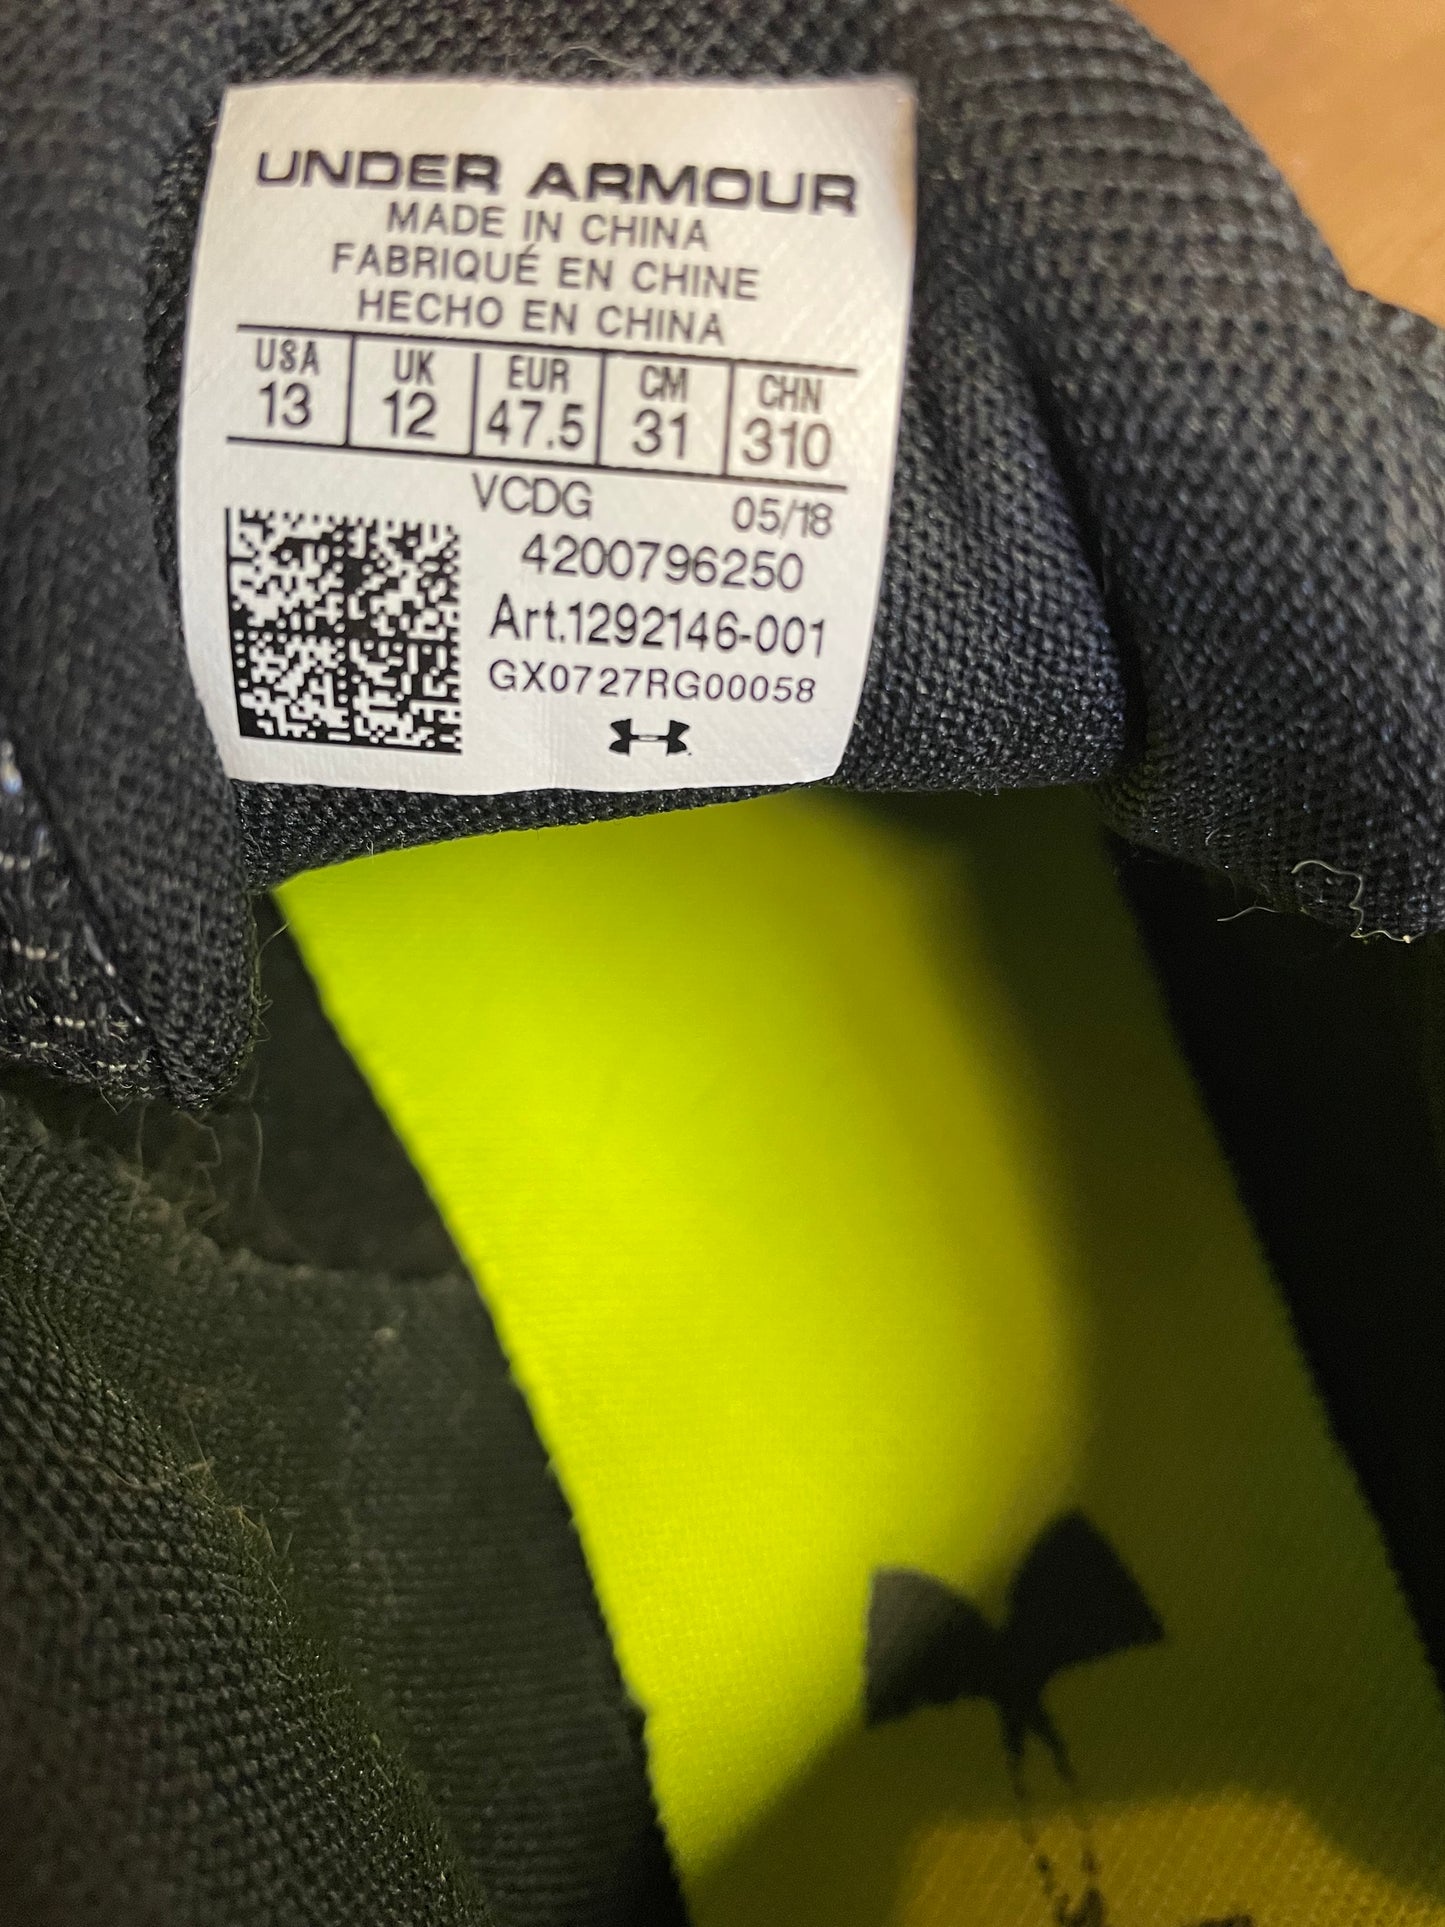 UNDER ARMOUR
MADE IN CHINA
FABRIQUÉ EN CHINE
HECHO EN CHINA
USA UK EUR CM CHN
13 12 47.5 31 310
VCDG 05/18
4200796250
Art.1292146-001
GX0727RG00058